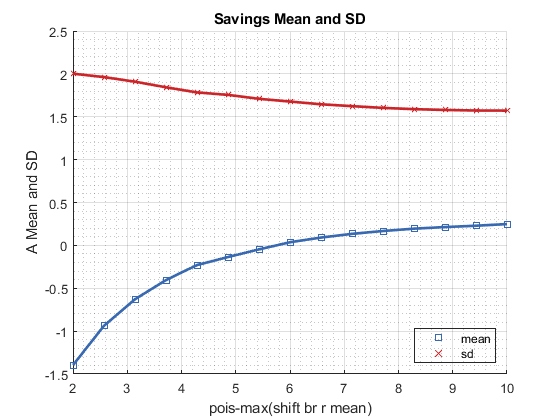 Savings Mean and SD
2.5
2
1.5
1
0.5
0
-0.5
-1
-1.5
A Mean and SD
2 3 4 5 6 7 8 9 10
pois-max(shift br r mean)
mean
sd